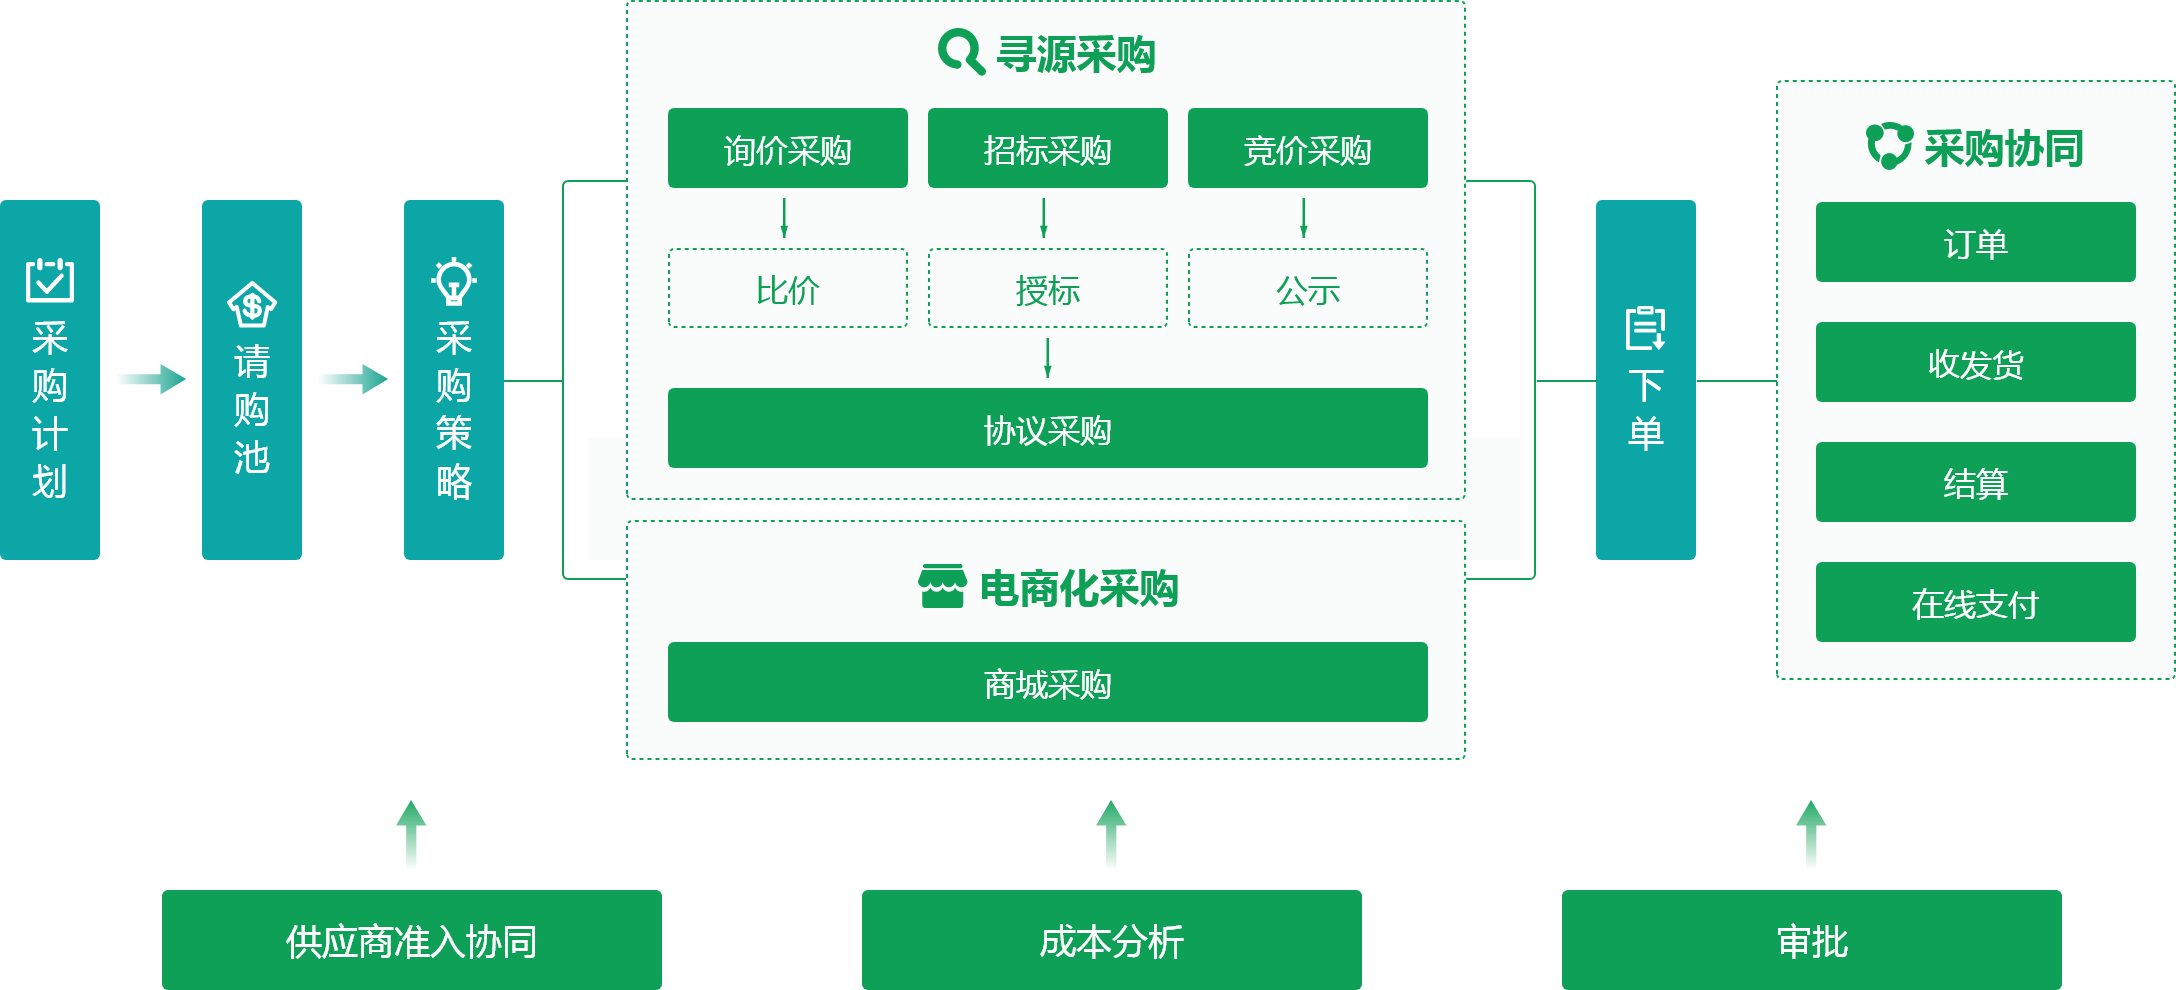 采购计划
请购池
采购策略
寻源采购
询价采购
招标采购
竞价采购
比价
授标
公示
协议采购
电商化采购
商城采购
下单
采购协同
订单
收发货
结算
在线支付
供应商准入协同
成本分析
审批